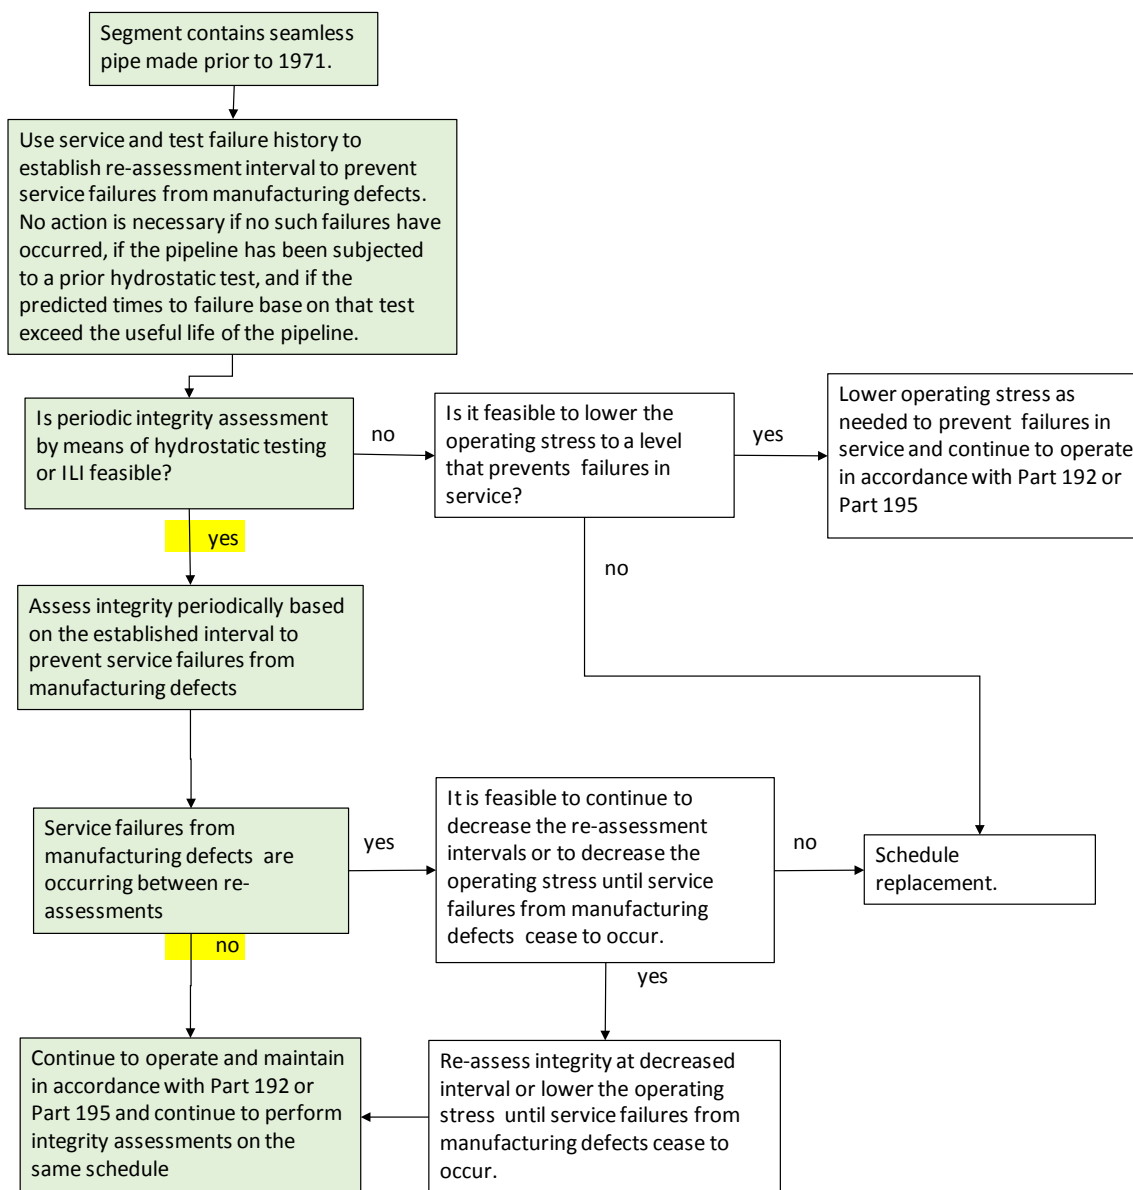 Segment contains seamless
pipe made prior to 1971.
Use service and test failure history to
establish re-assessment interval to prevent
service failures from manufacturing defects.
No action is necessary if no such failures have
occurred, if the pipeline has been subjected
to a prior hydrostatic test, and if the
predicted times to failure base on that test
exceed the useful life of the pipeline.
Is periodic integrity assessment
by means of hydrostatic testing
or ILI feasible?
no
Is it feasible to lower the
operating stress to a level
that prevents failures in
service?
yes
Lower operating stress as
needed to prevent failures in
service and continue to operate
in accordance with Part 192 or
Part 195
yes
no
Assess integrity periodically based
on the established interval to
prevent service failures from
manufacturing defects
Service failures from
manufacturing defects are
occurring between re-
assessments
yes
It is feasible to continue to
decrease the re-assessment
intervals or to decrease the
operating stress until service
failures from manufacturing
defects cease to occur.
no
Schedule
replacement.
no
yes
Continue to operate and maintain
in accordance with Part 192 or
Part 195 and continue to perform
integrity assessments on the
same schedule
Re-assess integrity at decreased
interval or lower the operating
stress until service failures from
manufacturing defects cease to
occur.